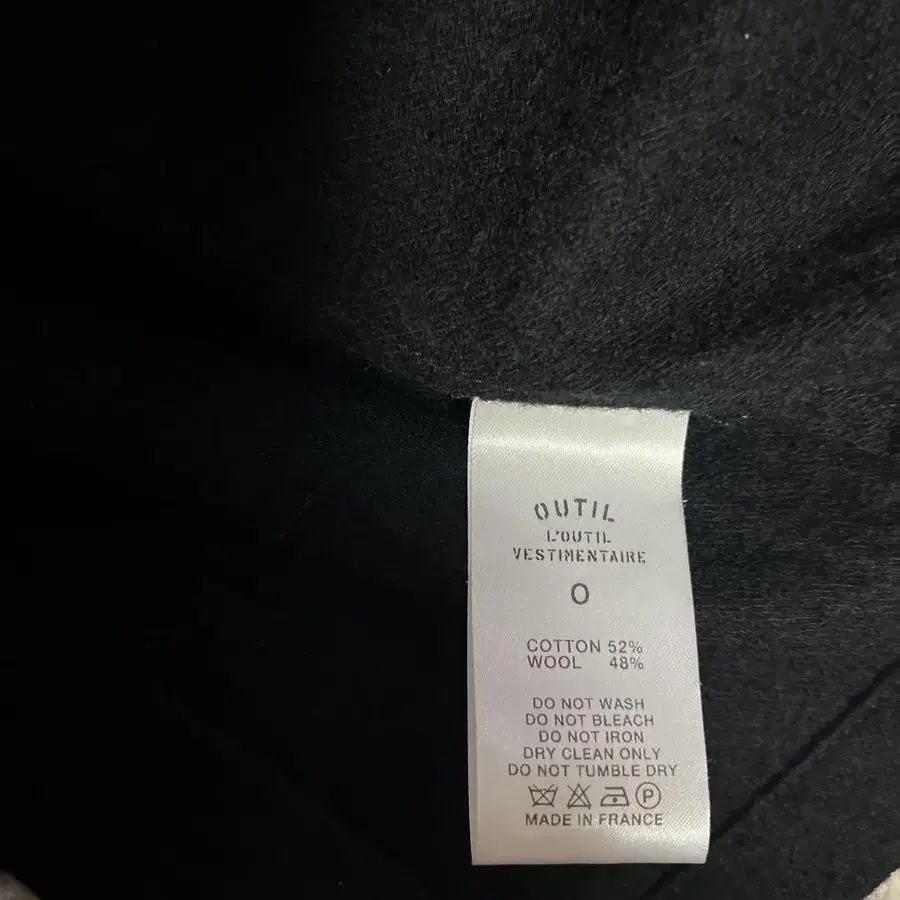 OUTIL
L'OUTIL
VESTIMENTAIRE
0
COTTON 52%
WOOL 48%
DO NOT WASH
DO NOT BLEACH
DO NOT IRON
DRY CLEAN ONLY
DO NOT TUMBLE DRY
P
MADE IN FRANCE